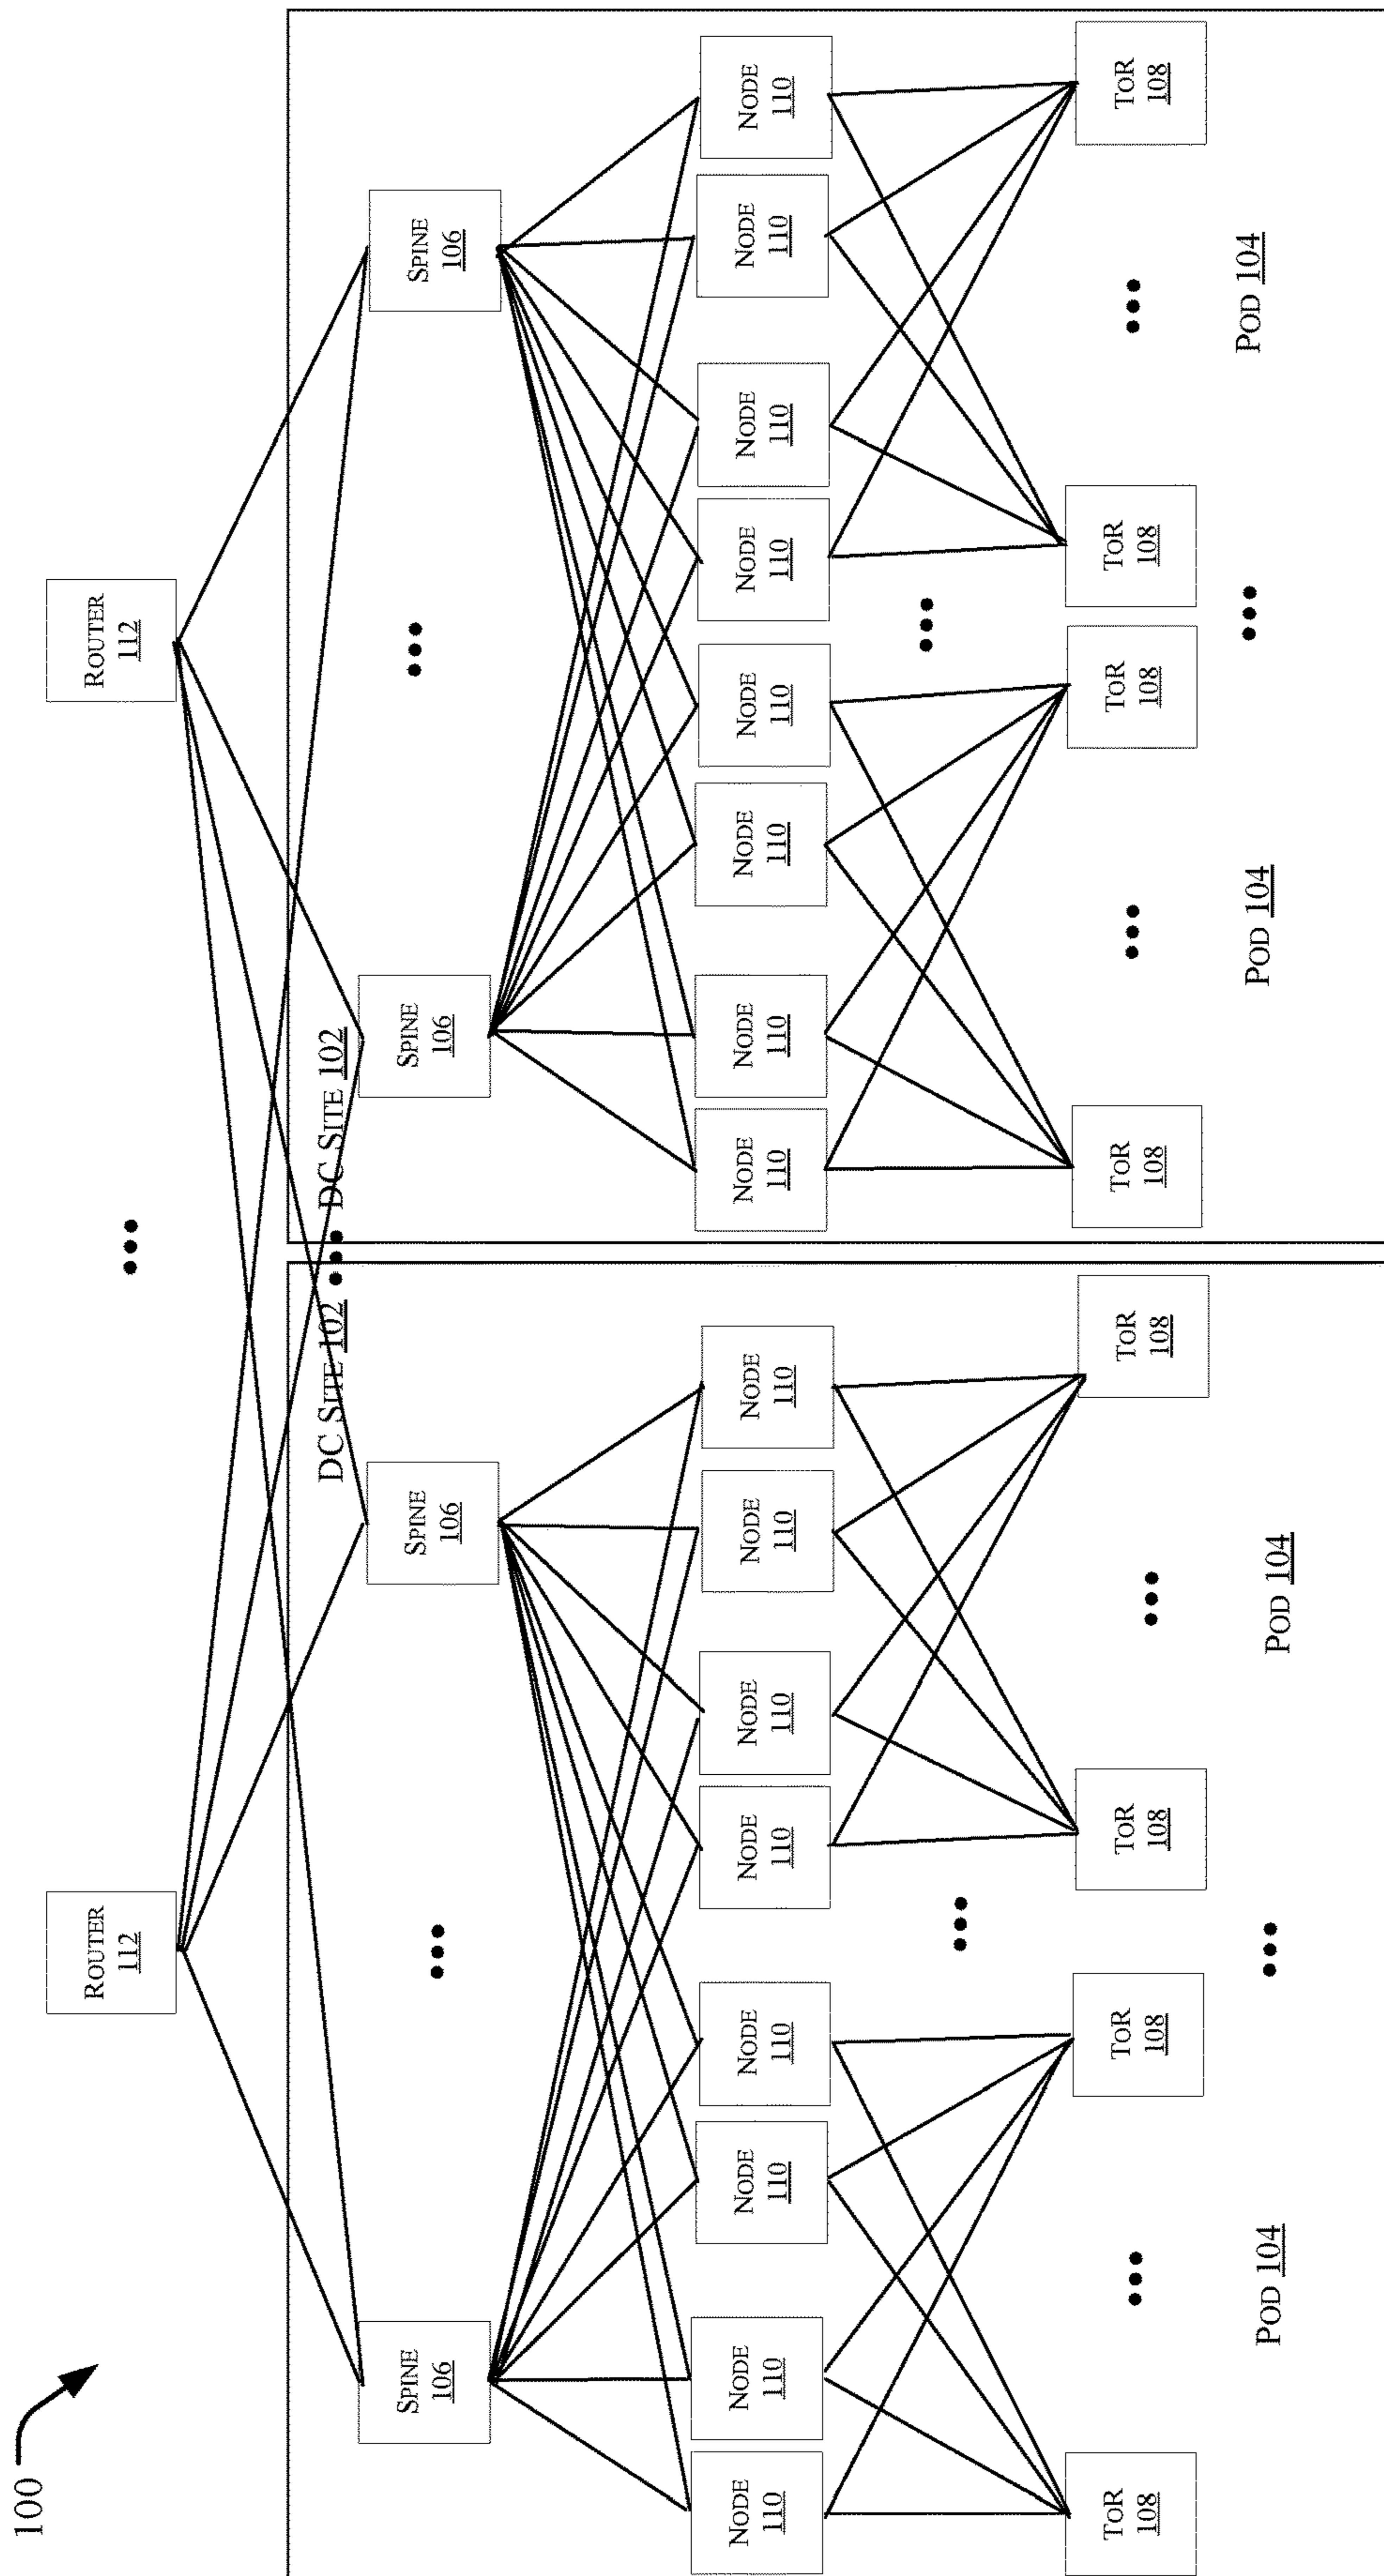 100
ROUTER
112
ROUTER
112
DC SITE 102
DC SITE 102
SPINE
106
SPINE
106
SPINE
106
SPINE
106
NODE
110
NODE
110
NODE
110
NODE
110
NODE
110
NODE
110
NODE
110
NODE
110
NODE
110
NODE
110
NODE
110
NODE
110
NODE
110
NODE
110
NODE
110
NODE
110
TOR
108
TOR
108
TOR
108
TOR
108
TOR
108
TOR
108
TOR
108
TOR
108
POD 104
POD 104
POD 104
POD 104